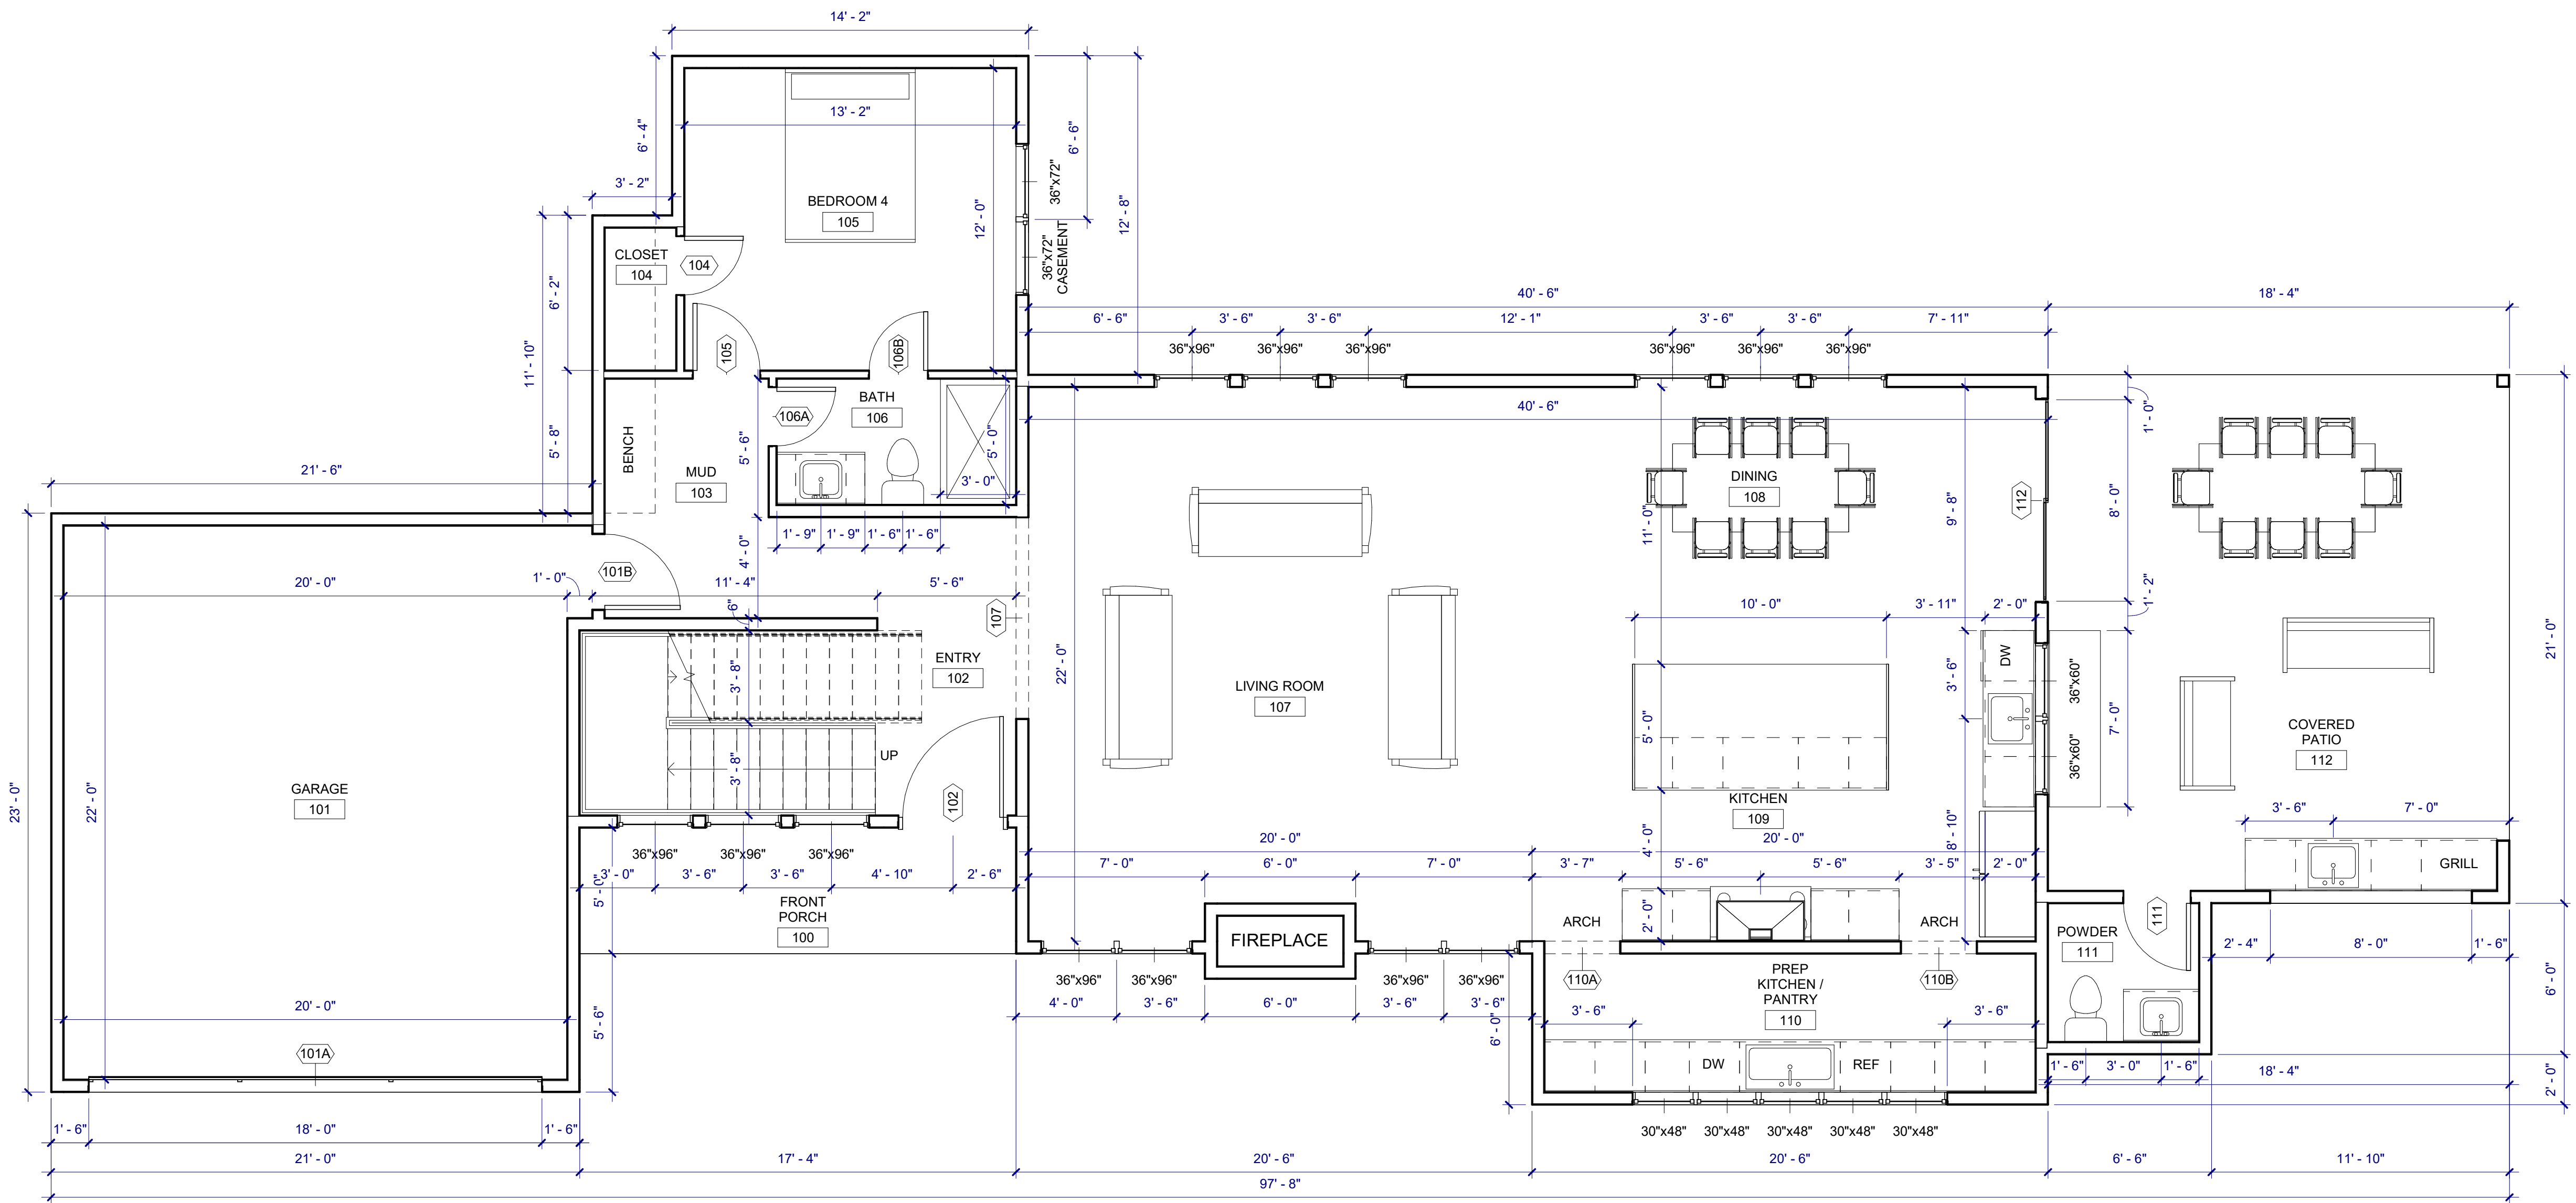 14' - 2"
13' - 2"
6' - 4"
6' - 6"
12' - 8"
36"x72"
3' - 2"
BEDROOM 4
105
12' - 0"
36"x72"
CASEMENT
CLOSET
104
104
6' - 2"
11' - 10"
40' - 6"
18' - 4"
6' - 6"
3' - 6"
3' - 6"
12' - 1"
3' - 6"
3' - 6"
7' - 11"
36"x96"
36"x96"
36"x96"
36"x96"
36"x96"
36"x96"
105
106B
BATH
106
106A
40' - 6"
1' - 0"
5' - 8"
BENCH
MUD
103
5' - 6"
5' - 0"
3' - 0"
21' - 6"
DINING
108
11' - 0"
9' - 8"
112
8' - 0"
1' - 9"
1' - 9"
1' - 6"
1' - 6"
4' - 0"
101B
1' - 0"
20' - 0"
11' - 4"
5' - 6"
6"
107
10' - 0"
3' - 11"
2' - 0"
1' - 2"
21' - 0"
ENTRY
102
3' - 8"
22' - 0"
LIVING ROOM
107
DW
3' - 6"
36"x60"
5' - 0"
7' - 0"
COVERED
PATIO
112
UP
3' - 8"
36"x60"
GARAGE
101
23' - 0"
22' - 0"
102
KITCHEN
109
3' - 6"
7' - 0"
36"x96"
36"x96"
36"x96"
20' - 0"
20' - 0"
4' - 0"
8' - 10"
GRILL
3' - 0"
3' - 6"
3' - 6"
4' - 10"
2' - 6"
7' - 0"
6' - 0"
7' - 0"
3' - 7"
5' - 6"
5' - 6"
3' - 5"
2' - 0"
5' - 0"
FRONT
PORCH
100
FIREPLACE
ARCH
2' - 0"
ARCH
111
POWDER
111
2' - 4"
8' - 0"
1' - 6"
36"x96"
36"x96"
36"x96"
36"x96"
110A
PREP
KITCHEN /
PANTRY
110
110B
6' - 0"
20' - 0"
4' - 0"
3' - 6"
6' - 0"
3' - 6"
3' - 6"
3' - 6"
3' - 6"
5' - 6"
6' - 0"
101A
DW
REF
1' - 6"
3' - 0"
1' - 6"
18' - 4"
2' - 0"
1' - 6"
18' - 0"
1' - 6"
30"x48"
30"x48"
30"x48"
30"x48"
30"x48"
21' - 0"
17' - 4"
20' - 6"
20' - 6"
6' - 6"
11' - 10"
97' - 8"